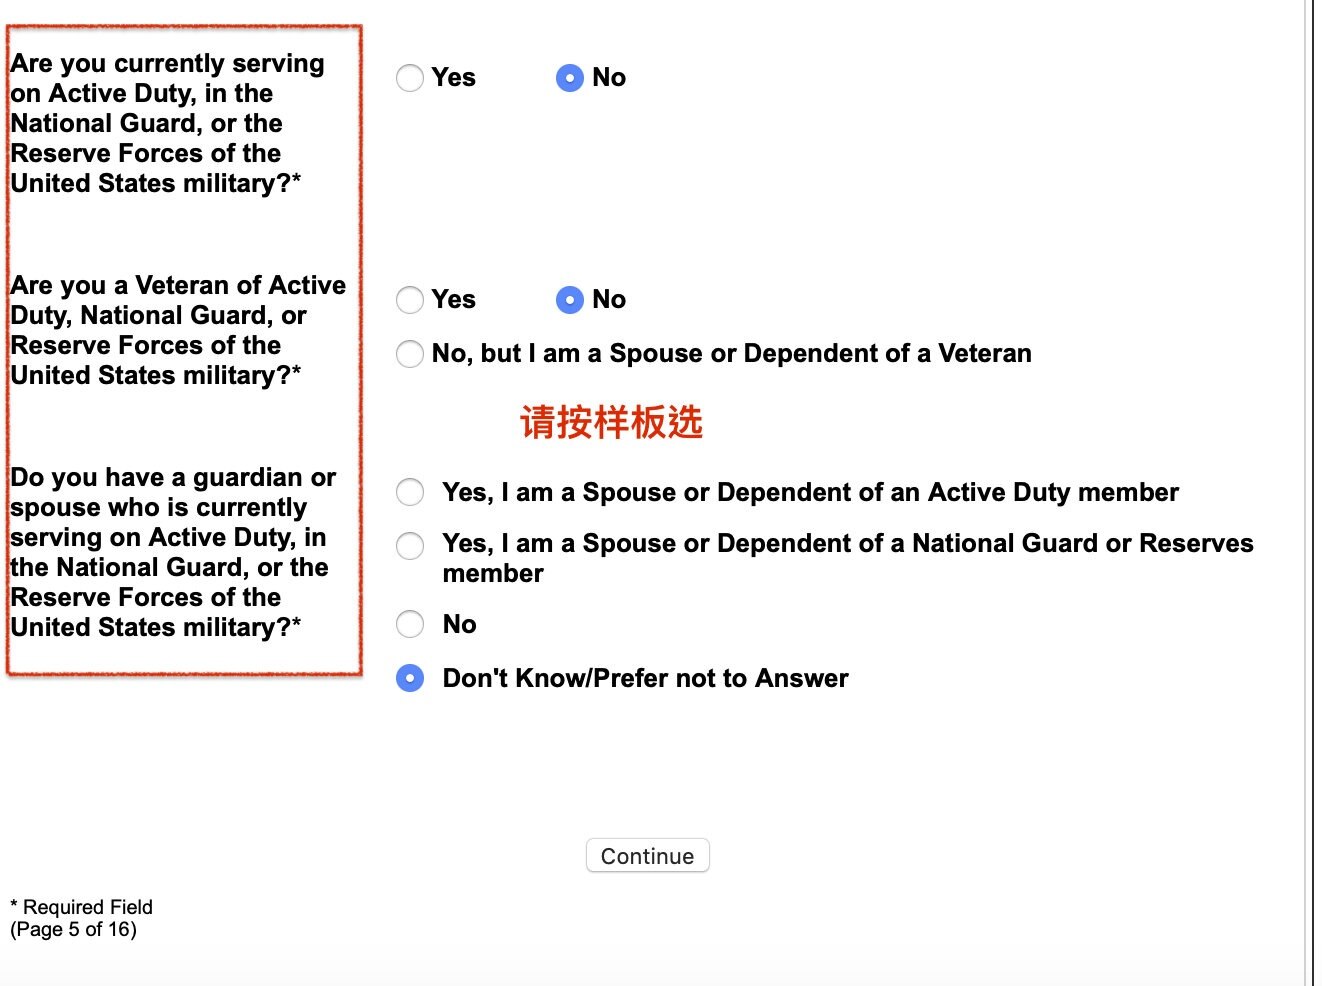 Are you currently serving
on Active Duty, in the
National Guard, or the
Reserve Forces of the
United States military?*
Yes No
Are you a Veteran of Active
Duty, National Guard, or
Reserve Forces of the
United States military?*
Yes No
No, but I am a Spouse or Dependent of a Veteran
请按样板选
Do you have a guardian or
spouse who is currently
serving on Active Duty, in
the National Guard, or the
Reserve Forces of the
United States military?*
Yes, I am a Spouse or Dependent of an Active Duty member
Yes, I am a Spouse or Dependent of a National Guard or Reserves
member
No
Don't Know/Prefer not to Answer
Continue
* Required Field
(Page 5 of 16)